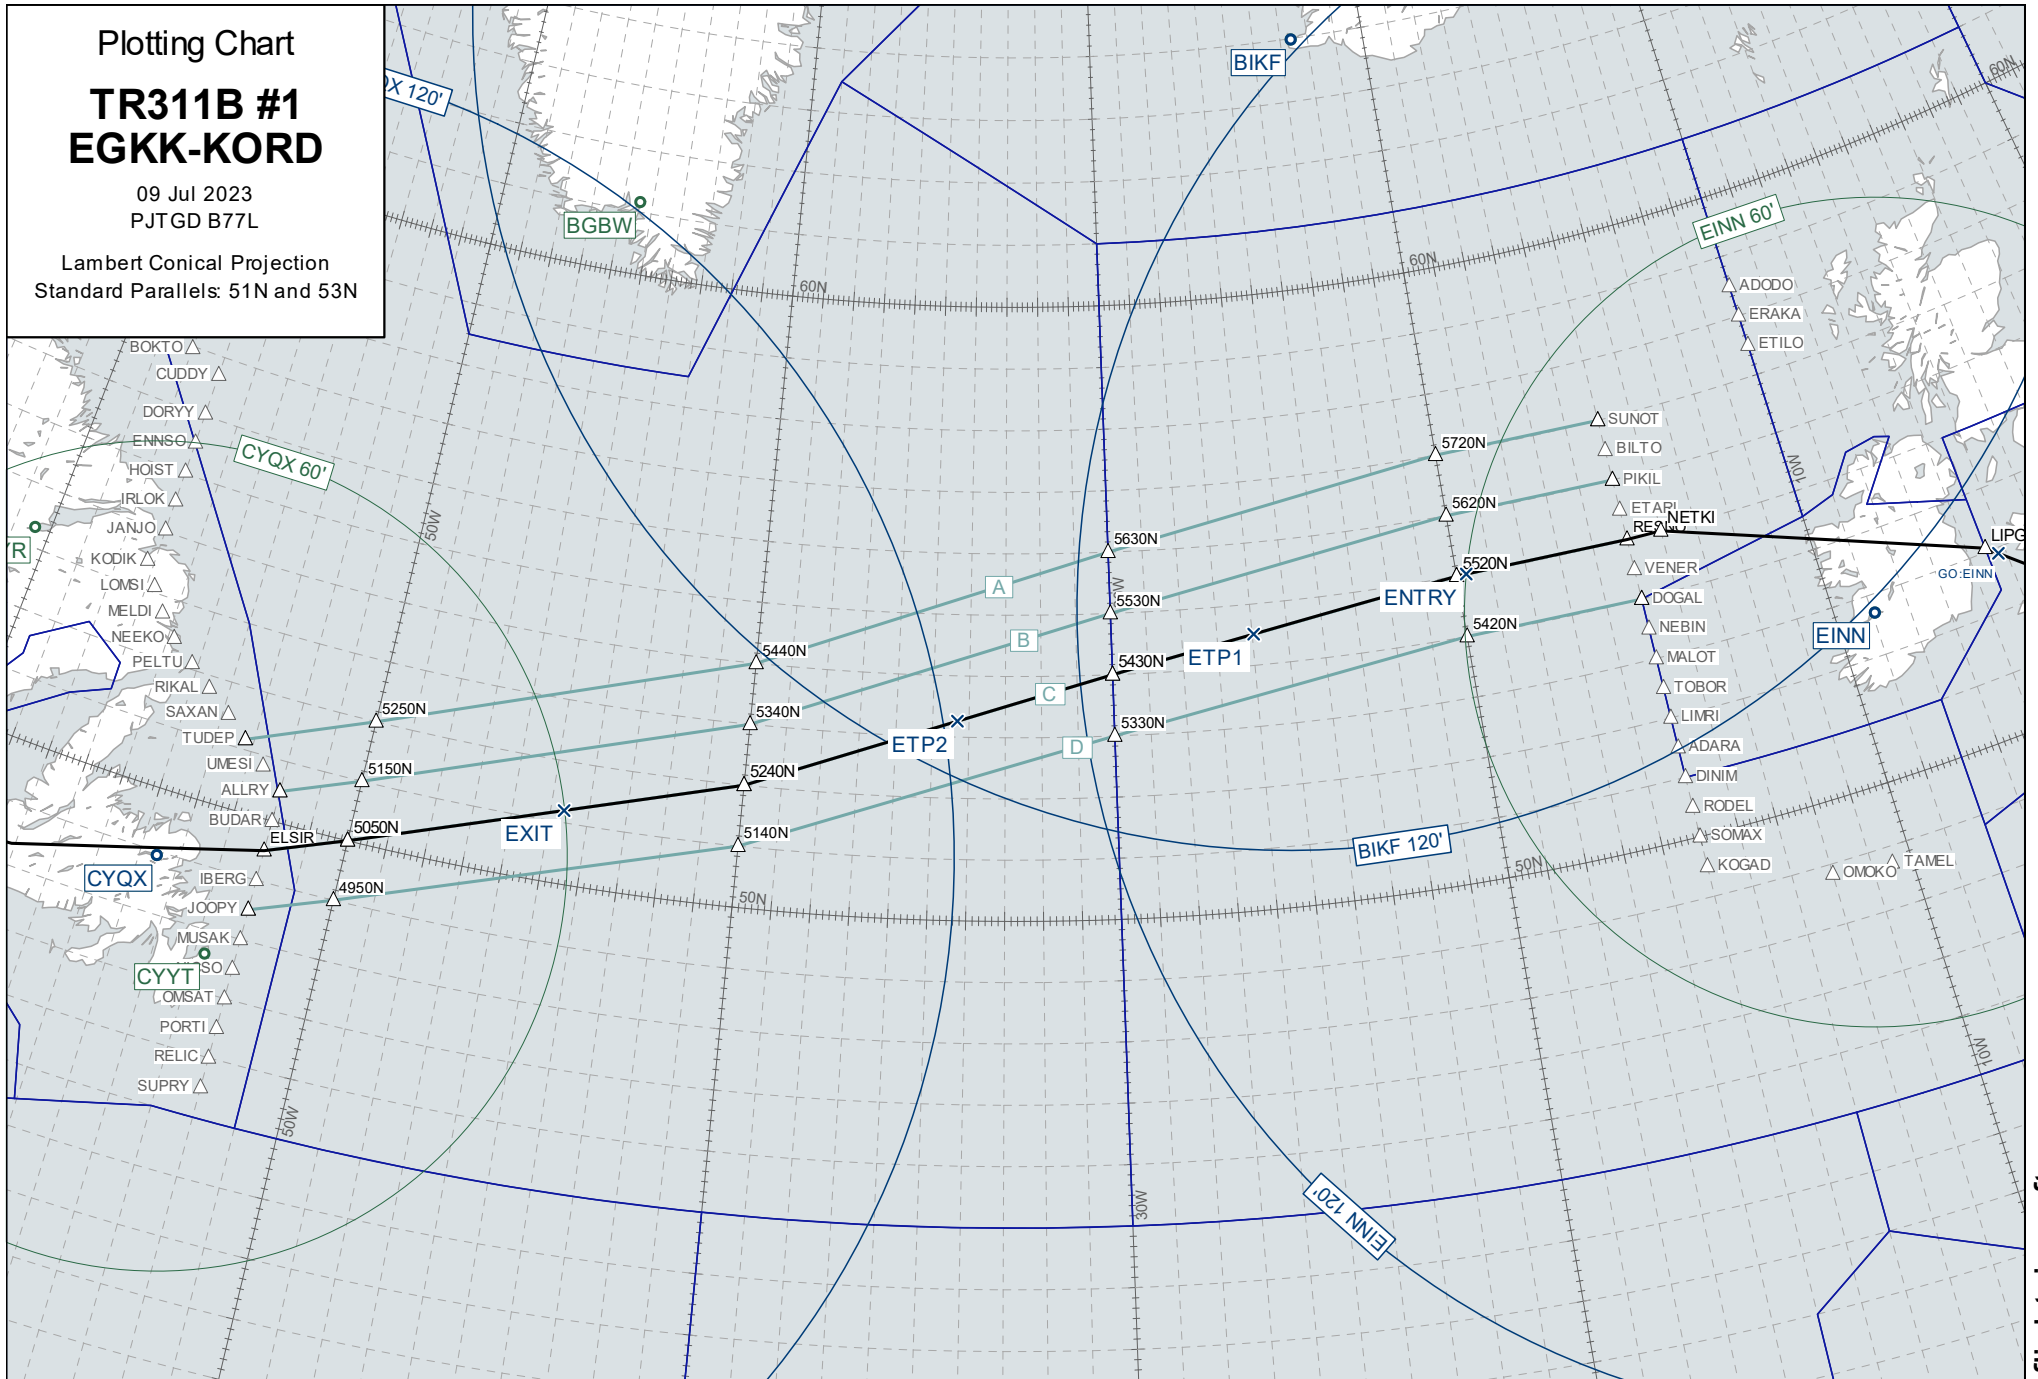 Plotting Chart
TR311B #1
EGKK-KORD
09 Jul 2023
PJTGD B77L
Lambert Conical Projection
Standard Parallels: 51N and 53N
120'
BIKF
BGBW
60N
60N
60N
EINN 60'
ADODO
ERAKA
ETILO
BOKTO
CUDDY
DORYY
ENNSO
HOIST
IRLOK
JANJO
KODIK
LOMSI
MELDI
NEEKO
PELTU
RIKAL
SAXAN
TUDEP
UMESI
ALLRY
BUDAR
ELSIR
IBERG
JOOPY
MUSAK
OMSAT
PORTI
RELIC
SUPRY
CYQX 60'
CYQX
CYYT
50W
50W
5250N
5150N
5050N
4950N
EXIT
5440N
5340N
5240N
5140N
50N
ETP2
A
B
C
D
5630N
5530N
5430N
5330N
30W
ETP1
ENTRY
5720N
5620N
5520N
5420N
SUNOT
BILTO
PIKIL
ETARI
NETKI
VENER
DOGAL
NEBIN
MALOT
TOBOR
LIMRI
ADARA
DINIM
RODEL
SOMAX
KOGAD
OMOKO
TAMEL
10W
10W
GO:EINN
EINN
BIKF 120'
50N
EINN 120'